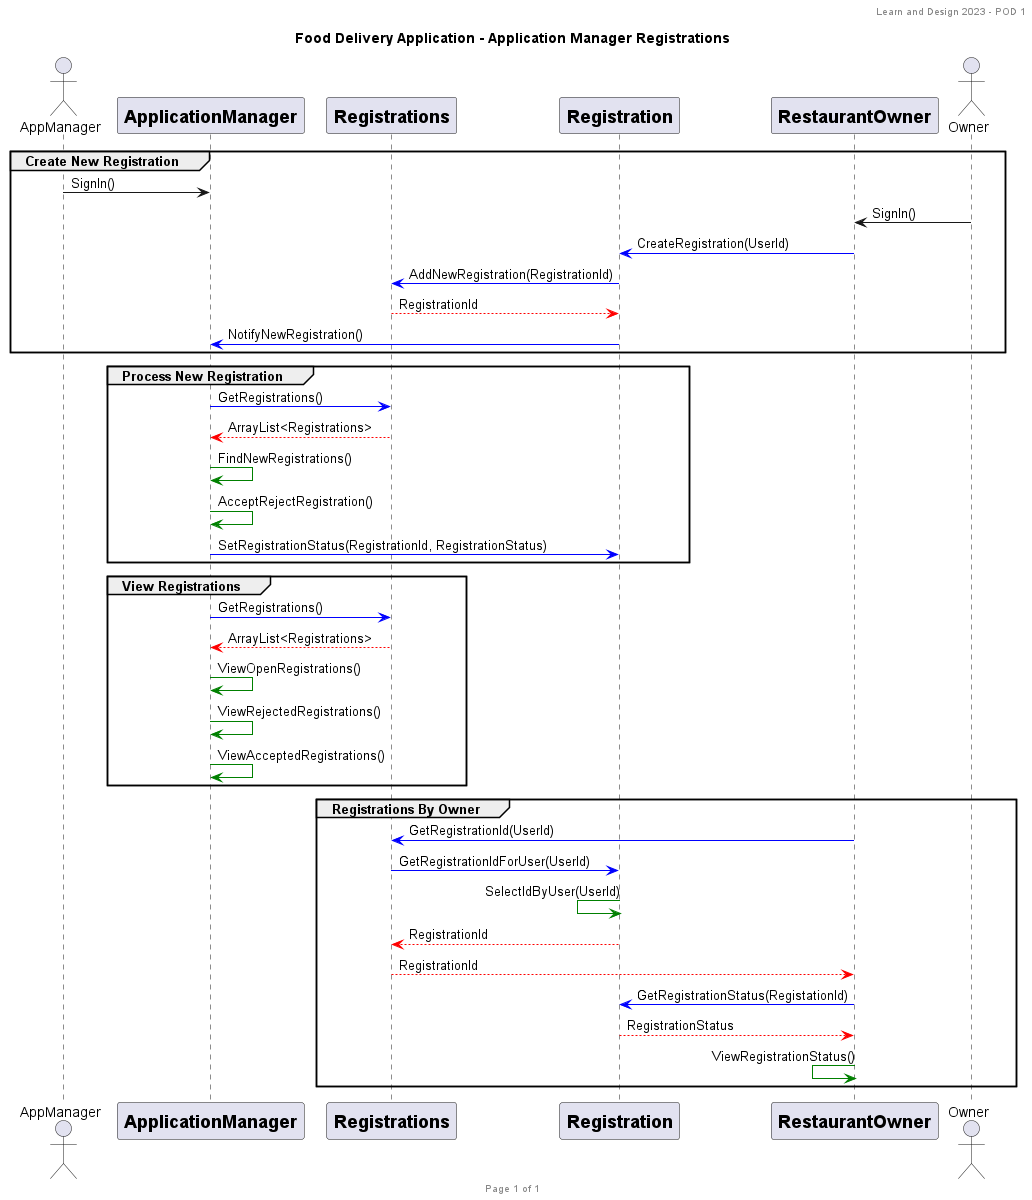 Learn and Design 2023 - POD 1
Food Delivery Application - Application Manager Registrations
AppManager
ApplicationManager
Registrations
Registration
RestaurantOwner
Owner
Create New Registration
SignIn()
SignIn()
CreateRegistration(UserId)
AddNewRegistration(RegistrationId)
RegistrationId
NotifyNewRegistration()
Process New Registration
GetRegistrations()
ArrayList<Registrations>
FindNewRegistrations()
AcceptRejectRegistration()
SetRegistrationStatus(RegistrationId, RegistrationStatus)
View Registrations
GetRegistrations()
ArrayList<Registrations>
ViewOpenRegistrations()
ViewRejectedRegistrations()
ViewAcceptedRegistrations()
Registrations By Owner
GetRegistrationId(UserId)
GetRegistrationIdForUser(UserId)
SelectIdByUser(UserId)
RegistrationId
RegistrationId
GetRegistrationStatus(RegistationId)
RegistrationStatus
ViewRegistrationStatus()
AppManager
ApplicationManager
Registrations
Registration
RestaurantOwner
Owner
Page 1 of 1